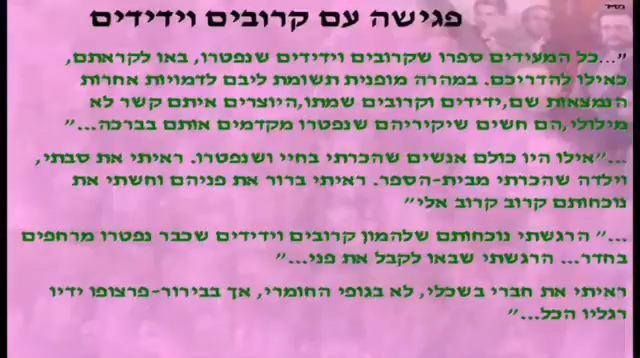 בס״ד
פגישה עם קרובים וידידים
״...כל המעידים ספרו שקרובים וידידים שנפטרו, באו לקראתם,
כאילו להדריכם. במהרה מופנית תשומת ליבם לדמויות אחרות
הנמצאות שם,ידידים וקרובים שמתו,היוצרים איתם קשר לא
מילולי,הם חשים שיקיריהם שנפטרו מקדמים אותם בברכה...״
...״אילו היו כולם אנשים שהכרתי בחיי ושנפטרו. ראיתי את סבתי,
וילדה שהכרתי מבית-הספר. ראיתי ברור את פניהם וחשתי את
נוכחותם קרוב קרוב אלי״
...״ הרגשתי נוכחותם שלהמון קרובים וידידים שכבר נפטרו מרחפים
בחדר... הרגשתי שבאו לקבל את פני...״
ראיתי את חברי בשכלי, לא בגופי החומרי, אך בבירור-פרצופו ידיו
רגליו הכל...״